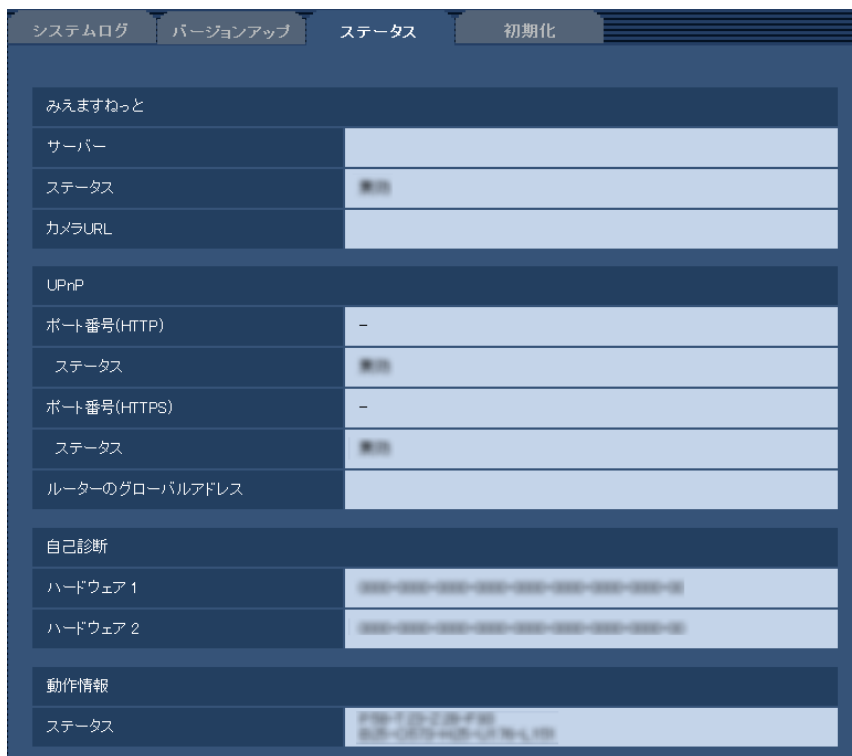 システムログ バージョンアップ ステータス 初期化
みえますねっと
サーバー
ステータス
カメラURL
UPnP
ポート番号(HTTP) −
ステータス
ポート番号(HTTPS) −
ステータス
ルーターのグローバルアドレス
自己診断
ハードウェア 1
ハードウェア 2
動作情報
ステータス